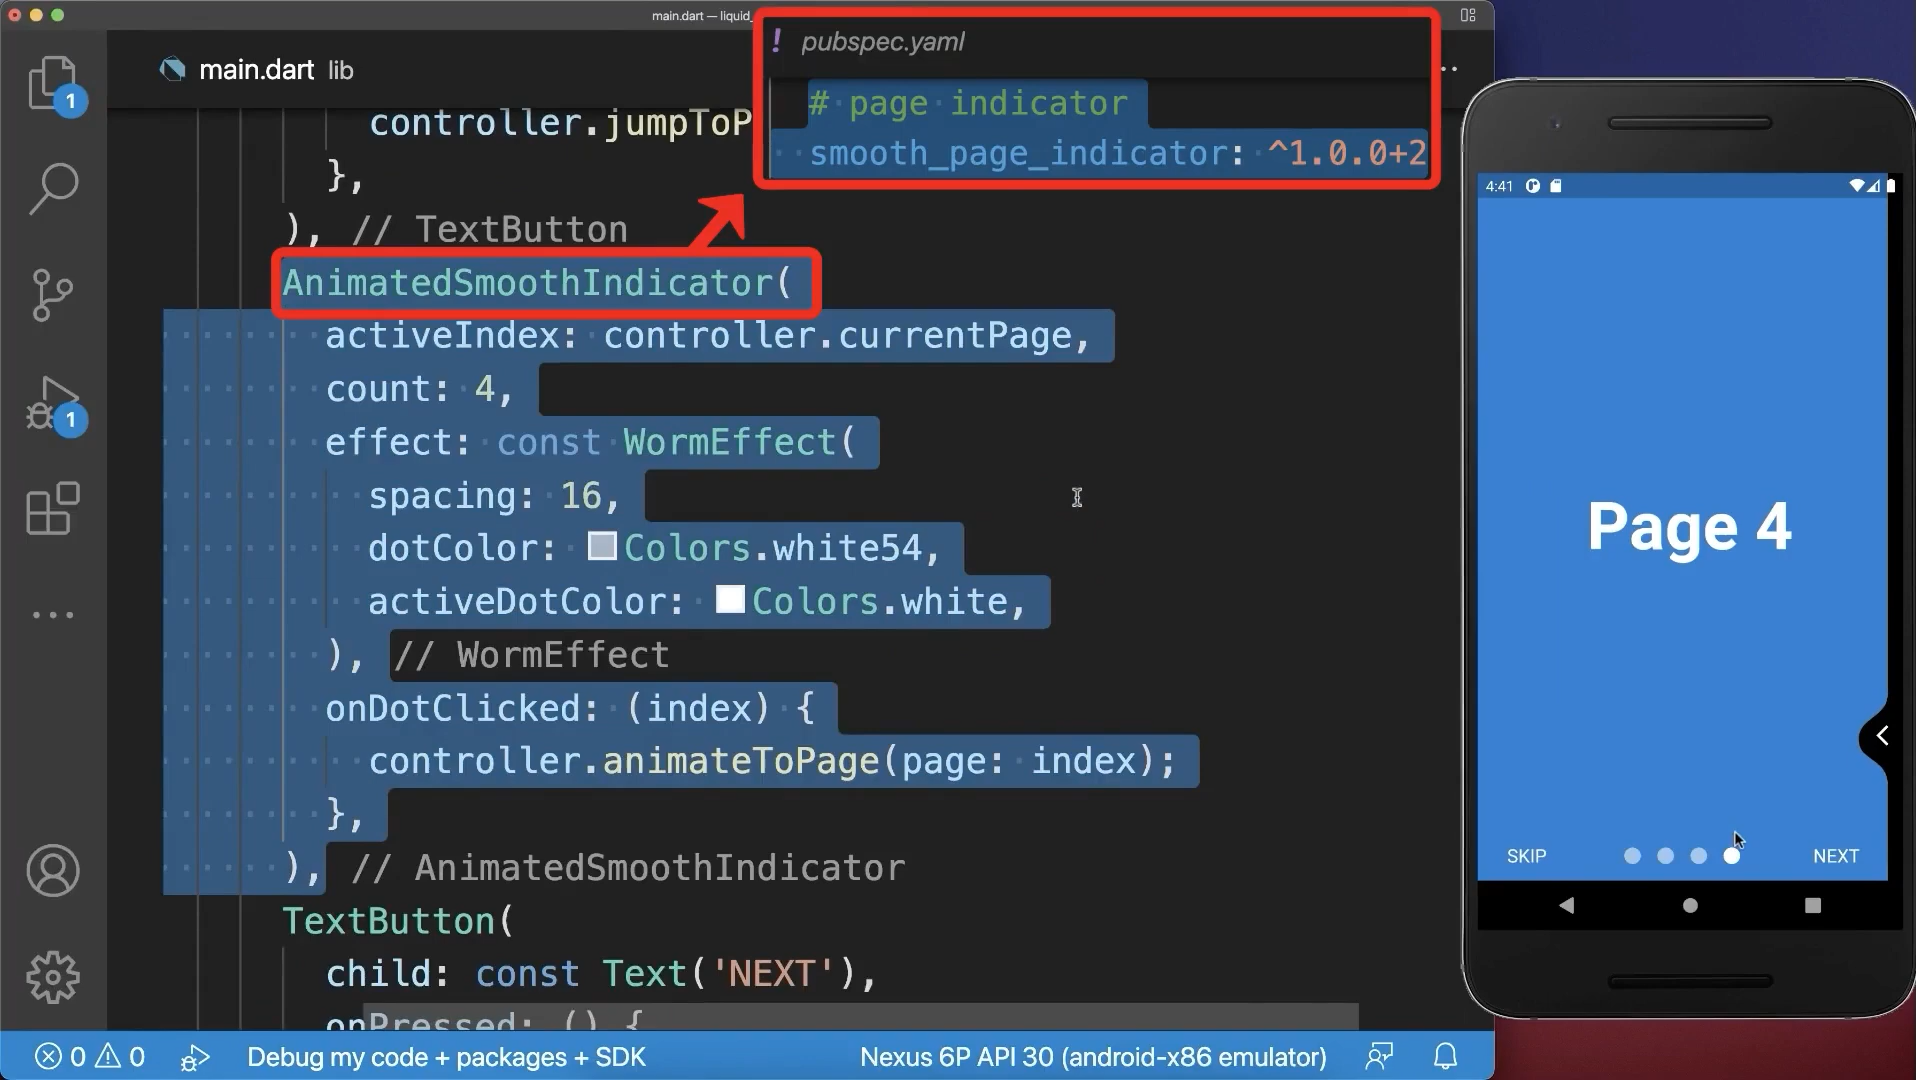 main.dart — liquid_
! pubspec.yaml
# page indicator
smooth_page_indicator: ^1.0.0+2
main.dart lib
controller.jumpToP
},
), // TextButton
AnimatedSmoothIndicator(
activeIndex: controller.currentPage,
count: 4,
effect: const WormEffect(
spacing: 16,
dotColor: Colors.white54,
activeDotColor: Colors.white,
), // WormEffect
onDotClicked: (index) {
controller.animateToPage(page: index);
},
), // AnimatedSmoothIndicator
TextButton(
child: const Text('NEXT'),
onPressed: () {
1
1
0 0
Debug my code + packages + SDK
Nexus 6P API 30 (android-x86 emulator)
4:41
Page 4
SKIP
NEXT